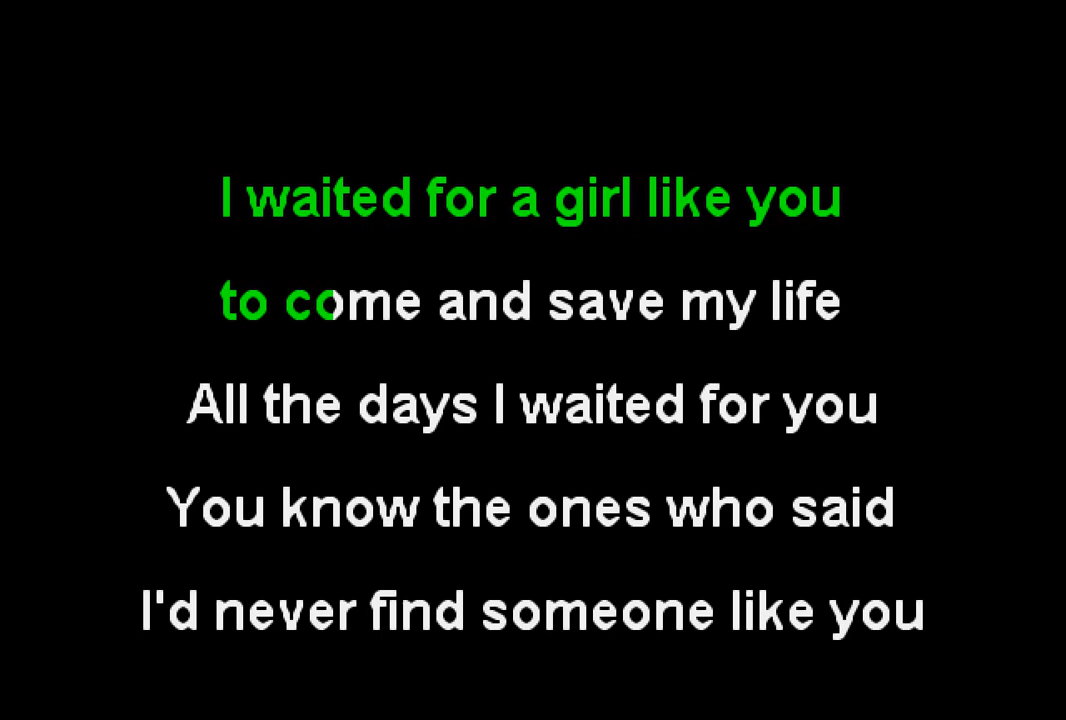 I waited for a girl like you
to come and save my life
All the days I waited for you
You know the ones who said
I'd never find someone like you